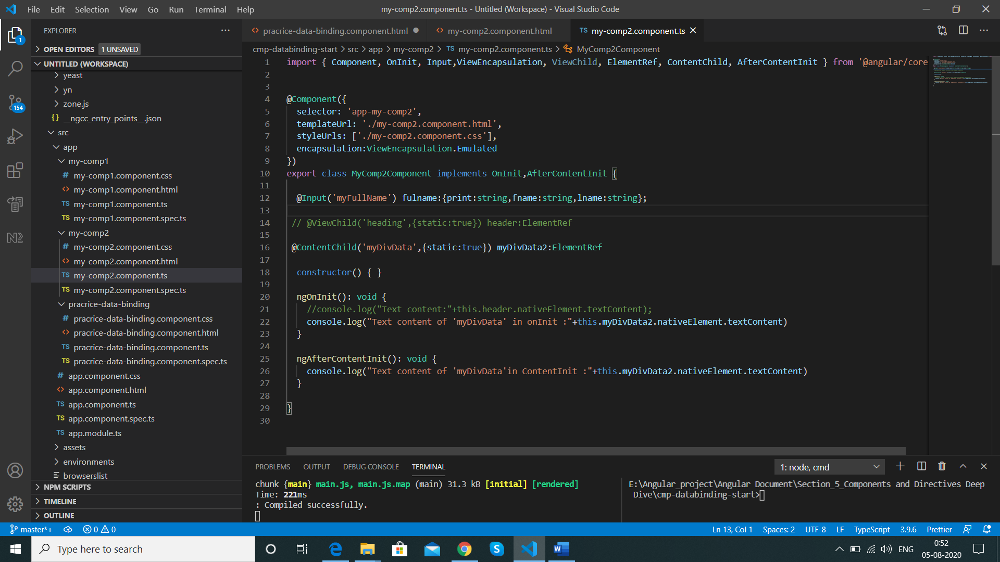 File Edit Selection View Go Run Terminal Help
my-comp2.component.ts - Untitled (Workspace) - Visual Studio Code
EXPLORER
1
154
OPEN EDITORS 1 UNSAVED
UNTITLED (WORKSPACE)
yeast
yn
zone.js
{} __ngcc_entry_points__.json
src
app
my-comp1
# my-comp1.component.css
<> my-comp1.component.html
TS my-comp1.component.ts
TS my-comp1.component.spec.ts
my-comp2
# my-comp2.component.css
<> my-comp2.component.html
TS my-comp2.component.ts
TS my-comp2.component.spec.ts
pracrice-data-binding
# pracrice-data-binding.component.css
<> pracrice-data-binding.component.html
TS pracrice-data-binding.component.ts
TS pracrice-data-binding.component.spec.ts
# app.component.css
<> app.component.html
TS app.component.ts
TS app.component.spec.ts
TS app.module.ts
assets
environments
browserslist
NPM SCRIPTS
TIMELINE
OUTLINE
<> pracrice-data-binding.component.html <> my-comp2.component.html TS my-comp2.component.ts
cmp-databinding-start > src > app > my-comp2 > TS my-comp2.component.ts > MyComp2Component
1 import { Component, OnInit, Input,ViewEncapsulation, ViewChild, ElementRef, ContentChild, AfterContentInit } from '@angular/core
2
3
4 @Component({
5 selector: 'app-my-comp2',
6 templateUrl: './my-comp2.component.html',
7 styleUrls: ['./my-comp2.component.css'],
8 encapsulation:ViewEncapsulation.Emulated
9 })
10 export class MyComp2Component implements OnInit,AfterContentInit {
11
12 @Input('myFullName') fulname:{print:string,fname:string,lname:string};
13
14 // @ViewChild('heading',{static:true}) header:ElementRef
15
16 @ContentChild('myDivData',{static:true}) myDivData2:ElementRef
17
18 constructor() { }
19
20 ngOnInit(): void {
21 //console.log("Text content:"+this.header.nativeElement.textContent);
22 console.log("Text content of 'myDivData' in onInit :"+this.myDivData2.nativeElement.textContent)
23 }
24
25 ngAfterContentInit(): void {
26 console.log("Text content of 'myDivData'in ContentInit :"+this.myDivData2.nativeElement.textContent)
27 }
28
29 }
30
PROBLEMS OUTPUT DEBUG CONSOLE TERMINAL
1: node, cmd
chunk {main} main.js, main.js.map (main) 31.3 kB [initial] [rendered]
Time: 221ms
: Compiled successfully.
E:\Angular_project\Angular Document\Section_5_Components and Directives Deep
Dive\cmp-databinding-start>
master*+ 0 0
Ln 13, Col 1 Spaces: 2 UTF-8 LF TypeScript 3.9.6 Prettier
Type here to search
ENG
0:52
05-08-2020